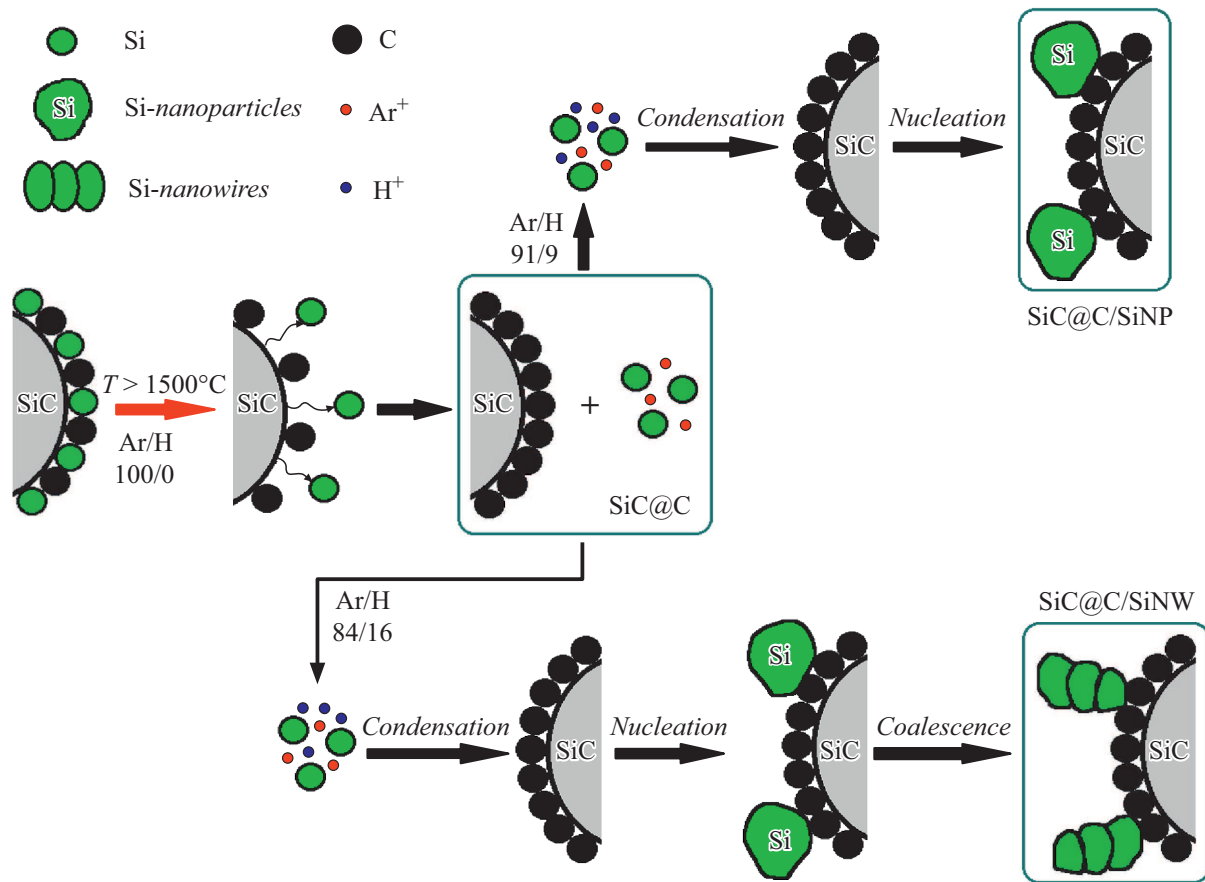 Si
C
Si
Si-nanoparticles
Ar⁺
Si-nanowires
H⁺
Ar/H
91/9
Condensation
SiC
Nucleation
Si
SiC
Si
SiC@C/SiNP
SiC
T > 1500°C
Ar/H
100/0
SiC
SiC
+
SiC@C
Ar/H
84/16
Condensation
SiC
Nucleation
Si
SiC
Si
Coalescence
SiC@C/SiNW
SiC